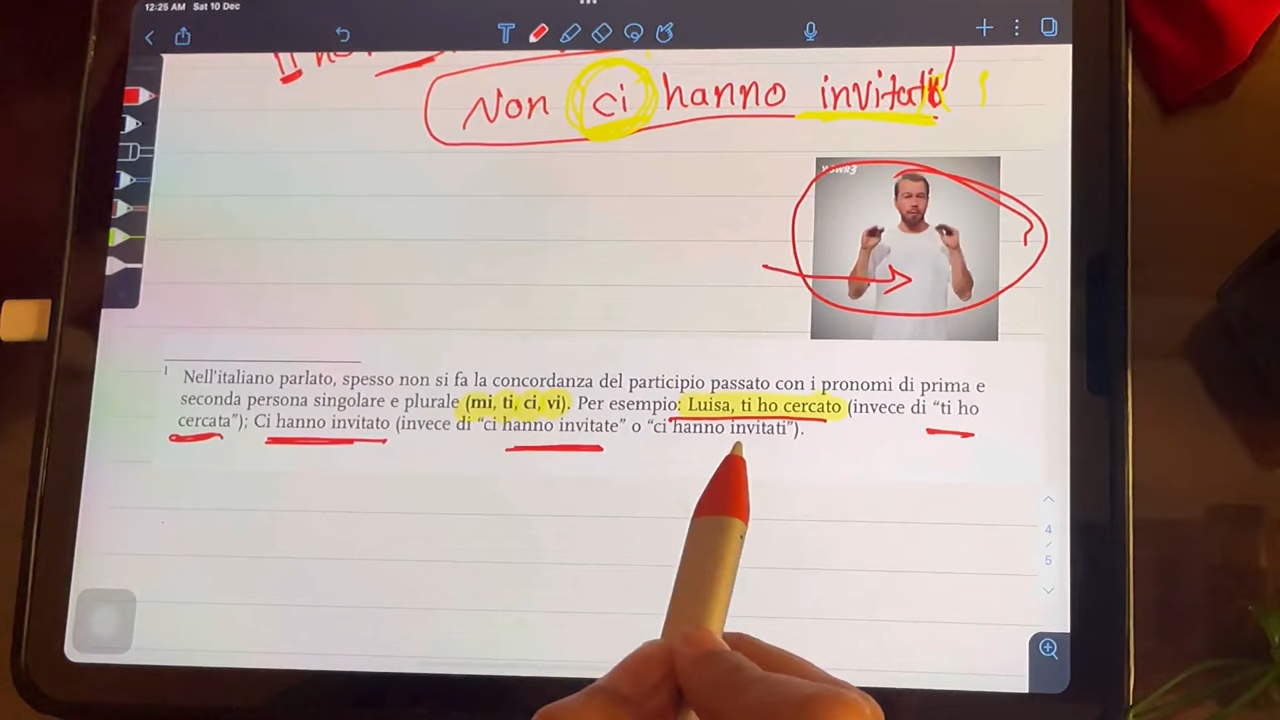 12:25 AM Sat 10 Dec
Non ci hanno
1 Nell'italiano parlato, spesso non si fa la concordanza del participio passato con i pronomi di prima e
seconda persona singolare e plurale (mi, ti, ci, vi). Per esempio: Luisa, ti ho cercato (invece di "ti ho
cercata"); Ci hanno invitato (invece di "ci hanno invitate" o "ci hanno invitati").
4
/
5